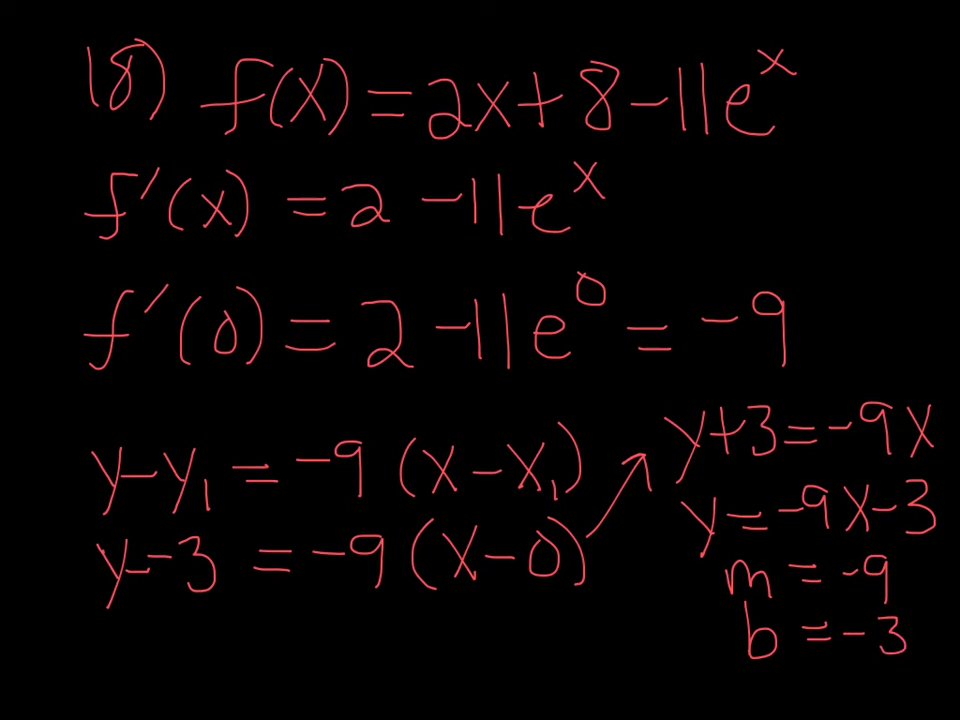 18) f(x) = 2x + 8 - 11e^x
f'(x) = 2 - 11e^x
f'(0) = 2 - 11e^0 = -9
y - y₁ = -9 (x - x₁)
y - - 3 = -9 (x - 0)
y + 3 = -9x
y = -9x - 3
m = -9
b = -3